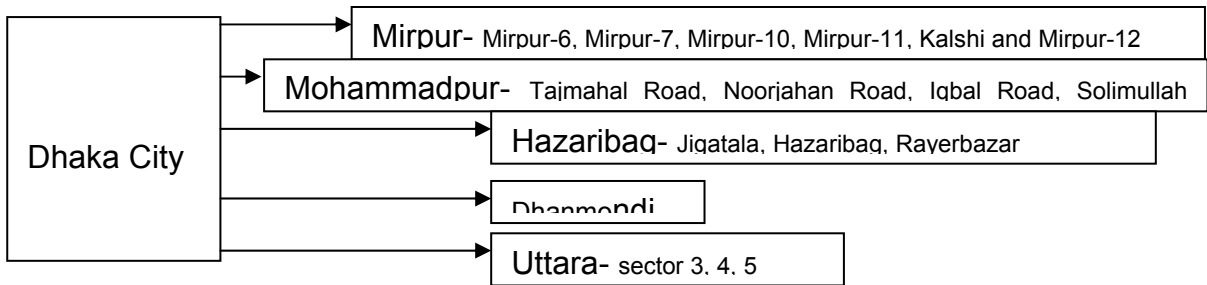 Dhaka City
Mirpur- Mirpur-6, Mirpur-7, Mirpur-10, Mirpur-11, Kalshi and Mirpur-12
Mohammadpur- Tajmahal Road, Noorjahan Road, Iqbal Road, Solimullah
Hazaribag- Jigatala, Hazaribag, Rayerbazar
Dhanmondi
Uttara- sector 3, 4, 5